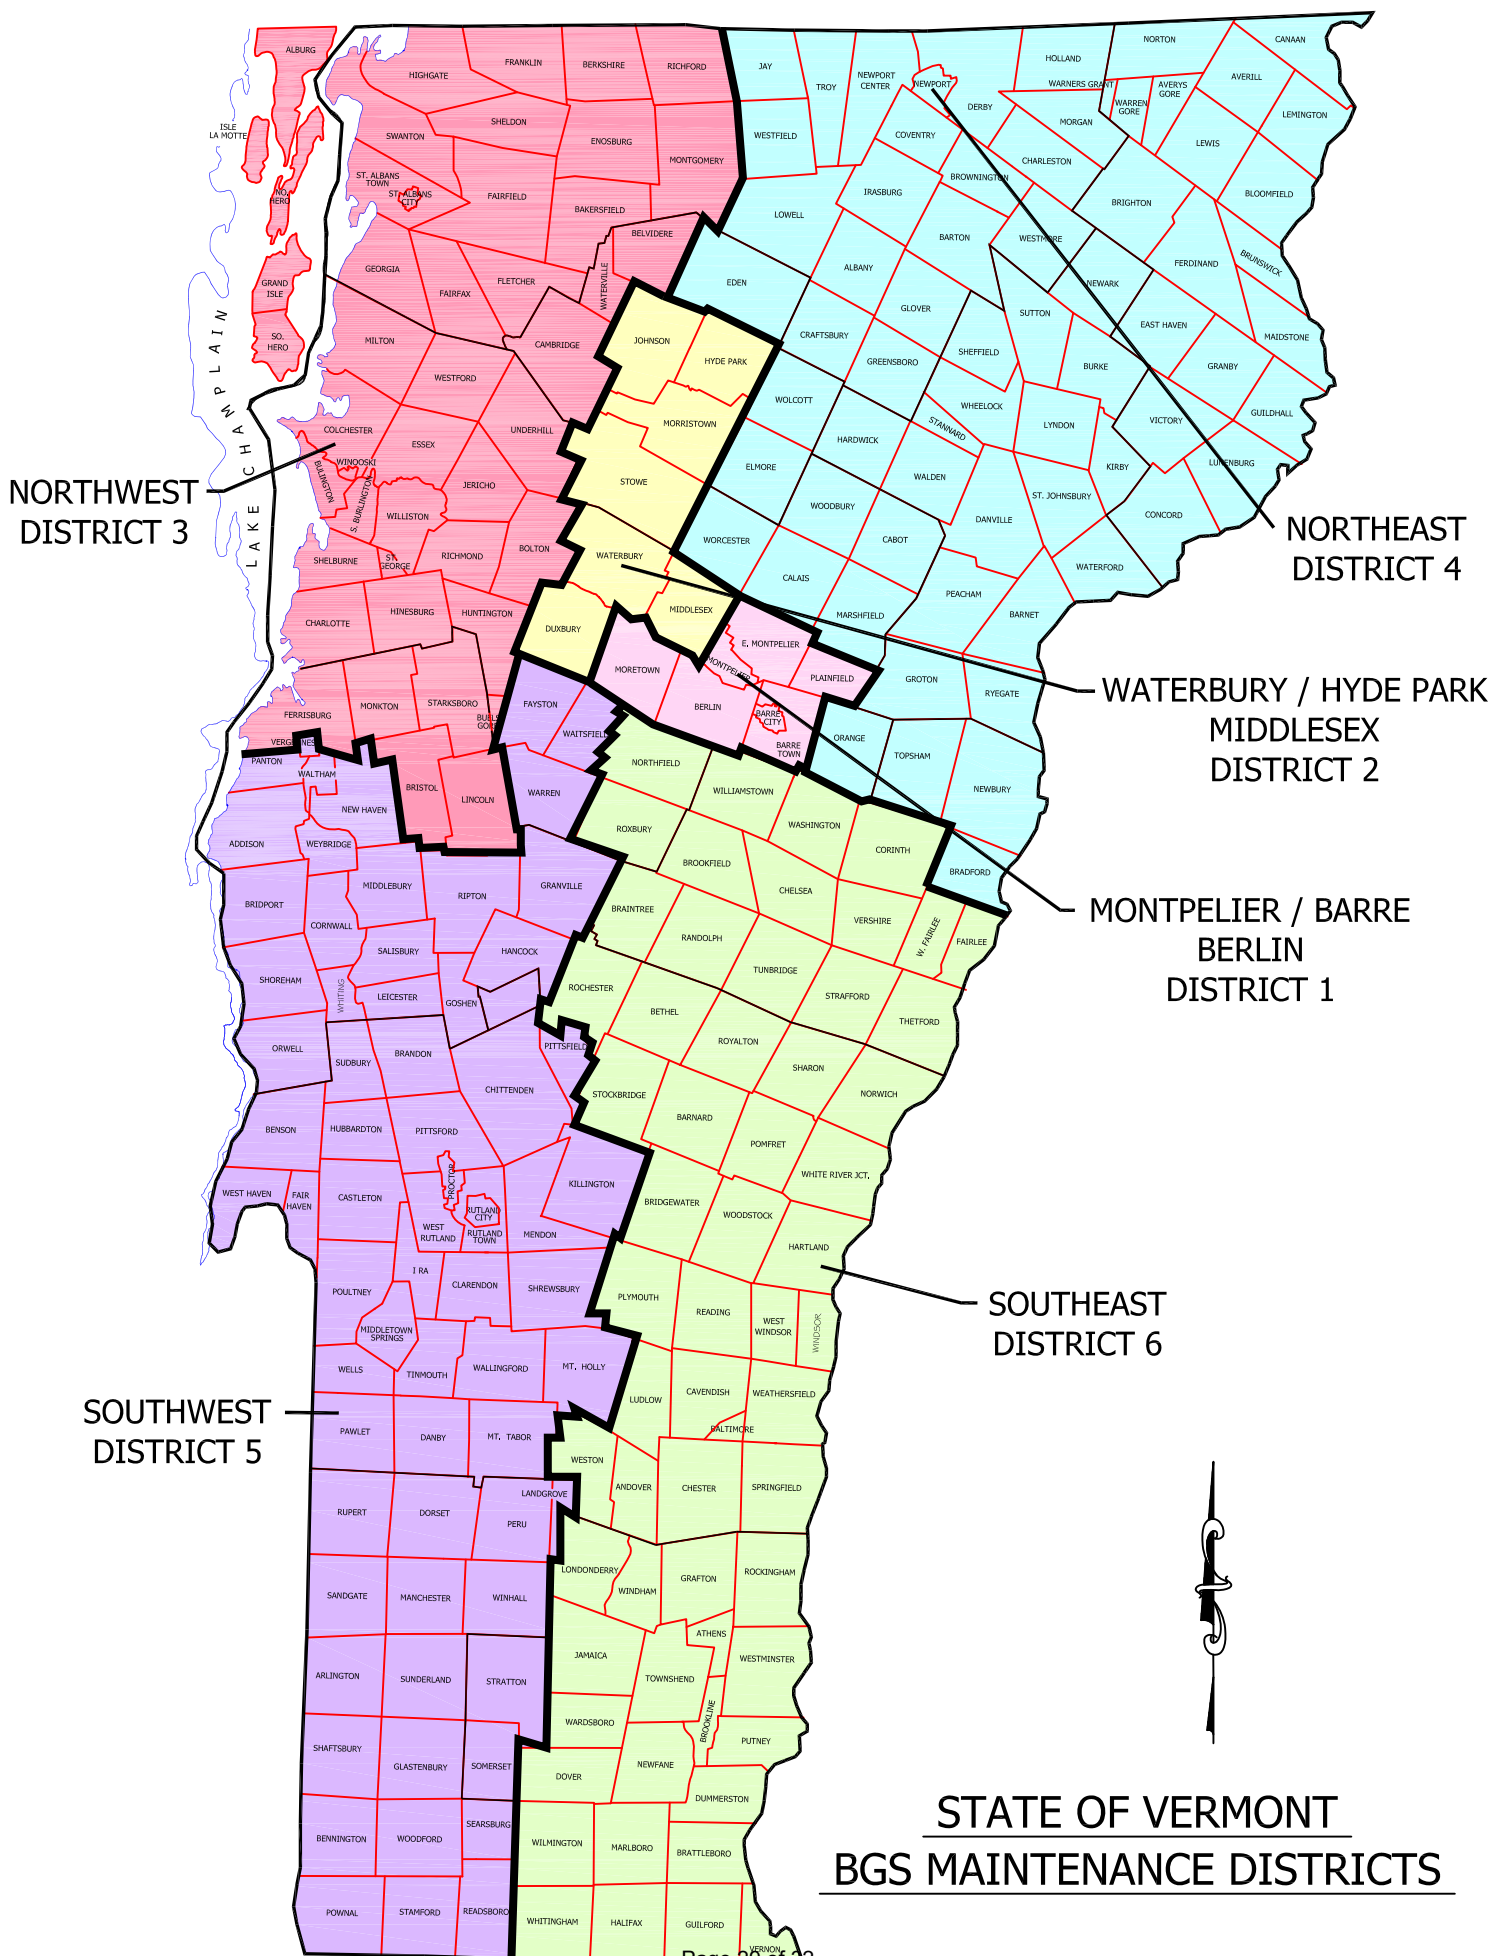 ALBURG
ISLE
LA MOTTE
NO.
HERO
GRAND
ISLE
SO.
HERO
HIGHGATE
FRANKLIN
BERKSHIRE
RICHFORD
SWANTON
SHELDON
ENOSBURG
MONTGOMERY
ST. ALBANS
TOWN
ST. ALBANS
CITY
FAIRFIELD
BAKERSFIELD
BELVIDERE
WATERVILLE
GEORGIA
FAIRFAX
FLETCHER
CAMBRIDGE
MILTON
WESTFORD
UNDERHILL
COLCHESTER
ESSEX
WINOOSKI
BULINGTON
S. BURLINGTON
WILLISTON
JERICHO
BOLTON
SHELBURNE
ST.
GEORGE
RICHMOND
CHARLOTTE
HINESBURG
HUNTINGTON
FERRISBURG
MONKTON
STARKSBORO
BUELS
GORE
BRISTOL
LINCOLN
LAKE CHAMPLAIN
NORTHWEST
DISTRICT 3
JAY
TROY
NEWPORT
CENTER
NEWPORT
HOLLAND
NORTON
CANAAN
WARNERS GRANT
WARREN
GORE
AVERYS
GORE
AVERILL
LEMINGTON
DERBY
MORGAN
WESTFIELD
COVENTRY
CHARLESTON
LEWIS
BLOOMFIELD
BROWNINGTON
IRASBURG
BRIGHTON
LOWELL
BARTON
WESTMORE
FERDINAND
BRUNSWICK
EDEN
ALBANY
NEWARK
GLOVER
SUTTON
EAST HAVEN
MAIDSTONE
CRAFTSBURY
SHEFFIELD
GREENSBORO
BURKE
GRANBY
WOLCOTT
WHEELOCK
STANNARD
LYNDON
VICTORY
GUILDHALL
HARDWICK
ELMORE
WALDEN
KIRBY
LUNENBURG
WOODBURY
ST. JOHNSBURY
DANVILLE
CONCORD
WORCESTER
CABOT
CALAIS
WATERFORD
PEACHAM
BARNET
MARSHFIELD
GROTON
RYEGATE
ORANGE
TOPSHAM
NEWBURY
BRADFORD
NORTHEAST
DISTRICT 4
JOHNSON
HYDE PARK
MORRISTOWN
STOWE
WATERBURY
MIDDLESEX
DUXBURY
WATERBURY / HYDE PARK
MIDDLESEX
DISTRICT 2
MORETOWN
MONTPELIER
E. MONTPELIER
PLAINFIELD
BERLIN
BARRE
CITY
BARRE
TOWN
MONTPELIER / BARRE
BERLIN
DISTRICT 1
VERGENNES
PANTON
WALTHAM
NEW HAVEN
ADDISON
WEYBRIDGE
FAYSTON
WAITSFIELD
WARREN
BRIDPORT
MIDDLEBURY
RIPTON
GRANVILLE
CORNWALL
SALISBURY
HANCOCK
SHOREHAM
WHITING
LEICESTER
GOSHEN
ORWELL
SUDBURY
BRANDON
PITTSFIELD
CHITTENDEN
BENSON
HUBBARDTON
PITTSFORD
PROCTOR
KILLINGTON
WEST HAVEN
FAIR
HAVEN
CASTLETON
WEST
RUTLAND
RUTLAND
CITY
RUTLAND
TOWN
MENDON
I RA
CLARENDON
SHREWSBURY
POULTNEY
MIDDLETOWN
SPRINGS
WELLS
TINMOUTH
WALLINGFORD
MT. HOLLY
PAWLET
DANBY
MT. TABOR
LANDGROVE
RUPERT
DORSET
PERU
SANDGATE
MANCHESTER
WINHALL
ARLINGTON
SUNDERLAND
STRATTON
SHAFTSBURY
GLASTENBURY
SOMERSET
BENNINGTON
WOODFORD
SEARSBURG
POWNAL
STAMFORD
READSBORO
SOUTHWEST
DISTRICT 5
NORTHFIELD
WILLIAMSTOWN
WASHINGTON
ROXBURY
CORINTH
BROOKFIELD
CHELSEA
VERSHIRE
W. FAIRLEE
FAIRLEE
BRAINTREE
RANDOLPH
TUNBRIDGE
STRAFFORD
ROCHESTER
BETHEL
THETFORD
ROYALTON
SHARON
STOCKBRIDGE
NORWICH
BARNARD
POMFRET
WHITE RIVER JCT.
BRIDGEWATER
WOODSTOCK
HARTLAND
PLYMOUTH
READING
WEST
WINDSOR
WINDSOR
LUDLOW
CAVENDISH
WEATHERSFIELD
BALTIMORE
WESTON
ANDOVER
CHESTER
SPRINGFIELD
LONDONDERRY
WINDHAM
GRAFTON
ROCKINGHAM
ATHENS
JAMAICA
TOWNSHEND
WESTMINSTER
WARDSBORO
BROOKLINE
PUTNEY
NEWFANE
DOVER
DUMMERSTON
WILMINGTON
MARLBORO
BRATTLEBORO
WHITINGHAM
HALIFAX
GUILFORD
VERNON
SOUTHEAST
DISTRICT 6
STATE OF VERMONT
BGS MAINTENANCE DISTRICTS